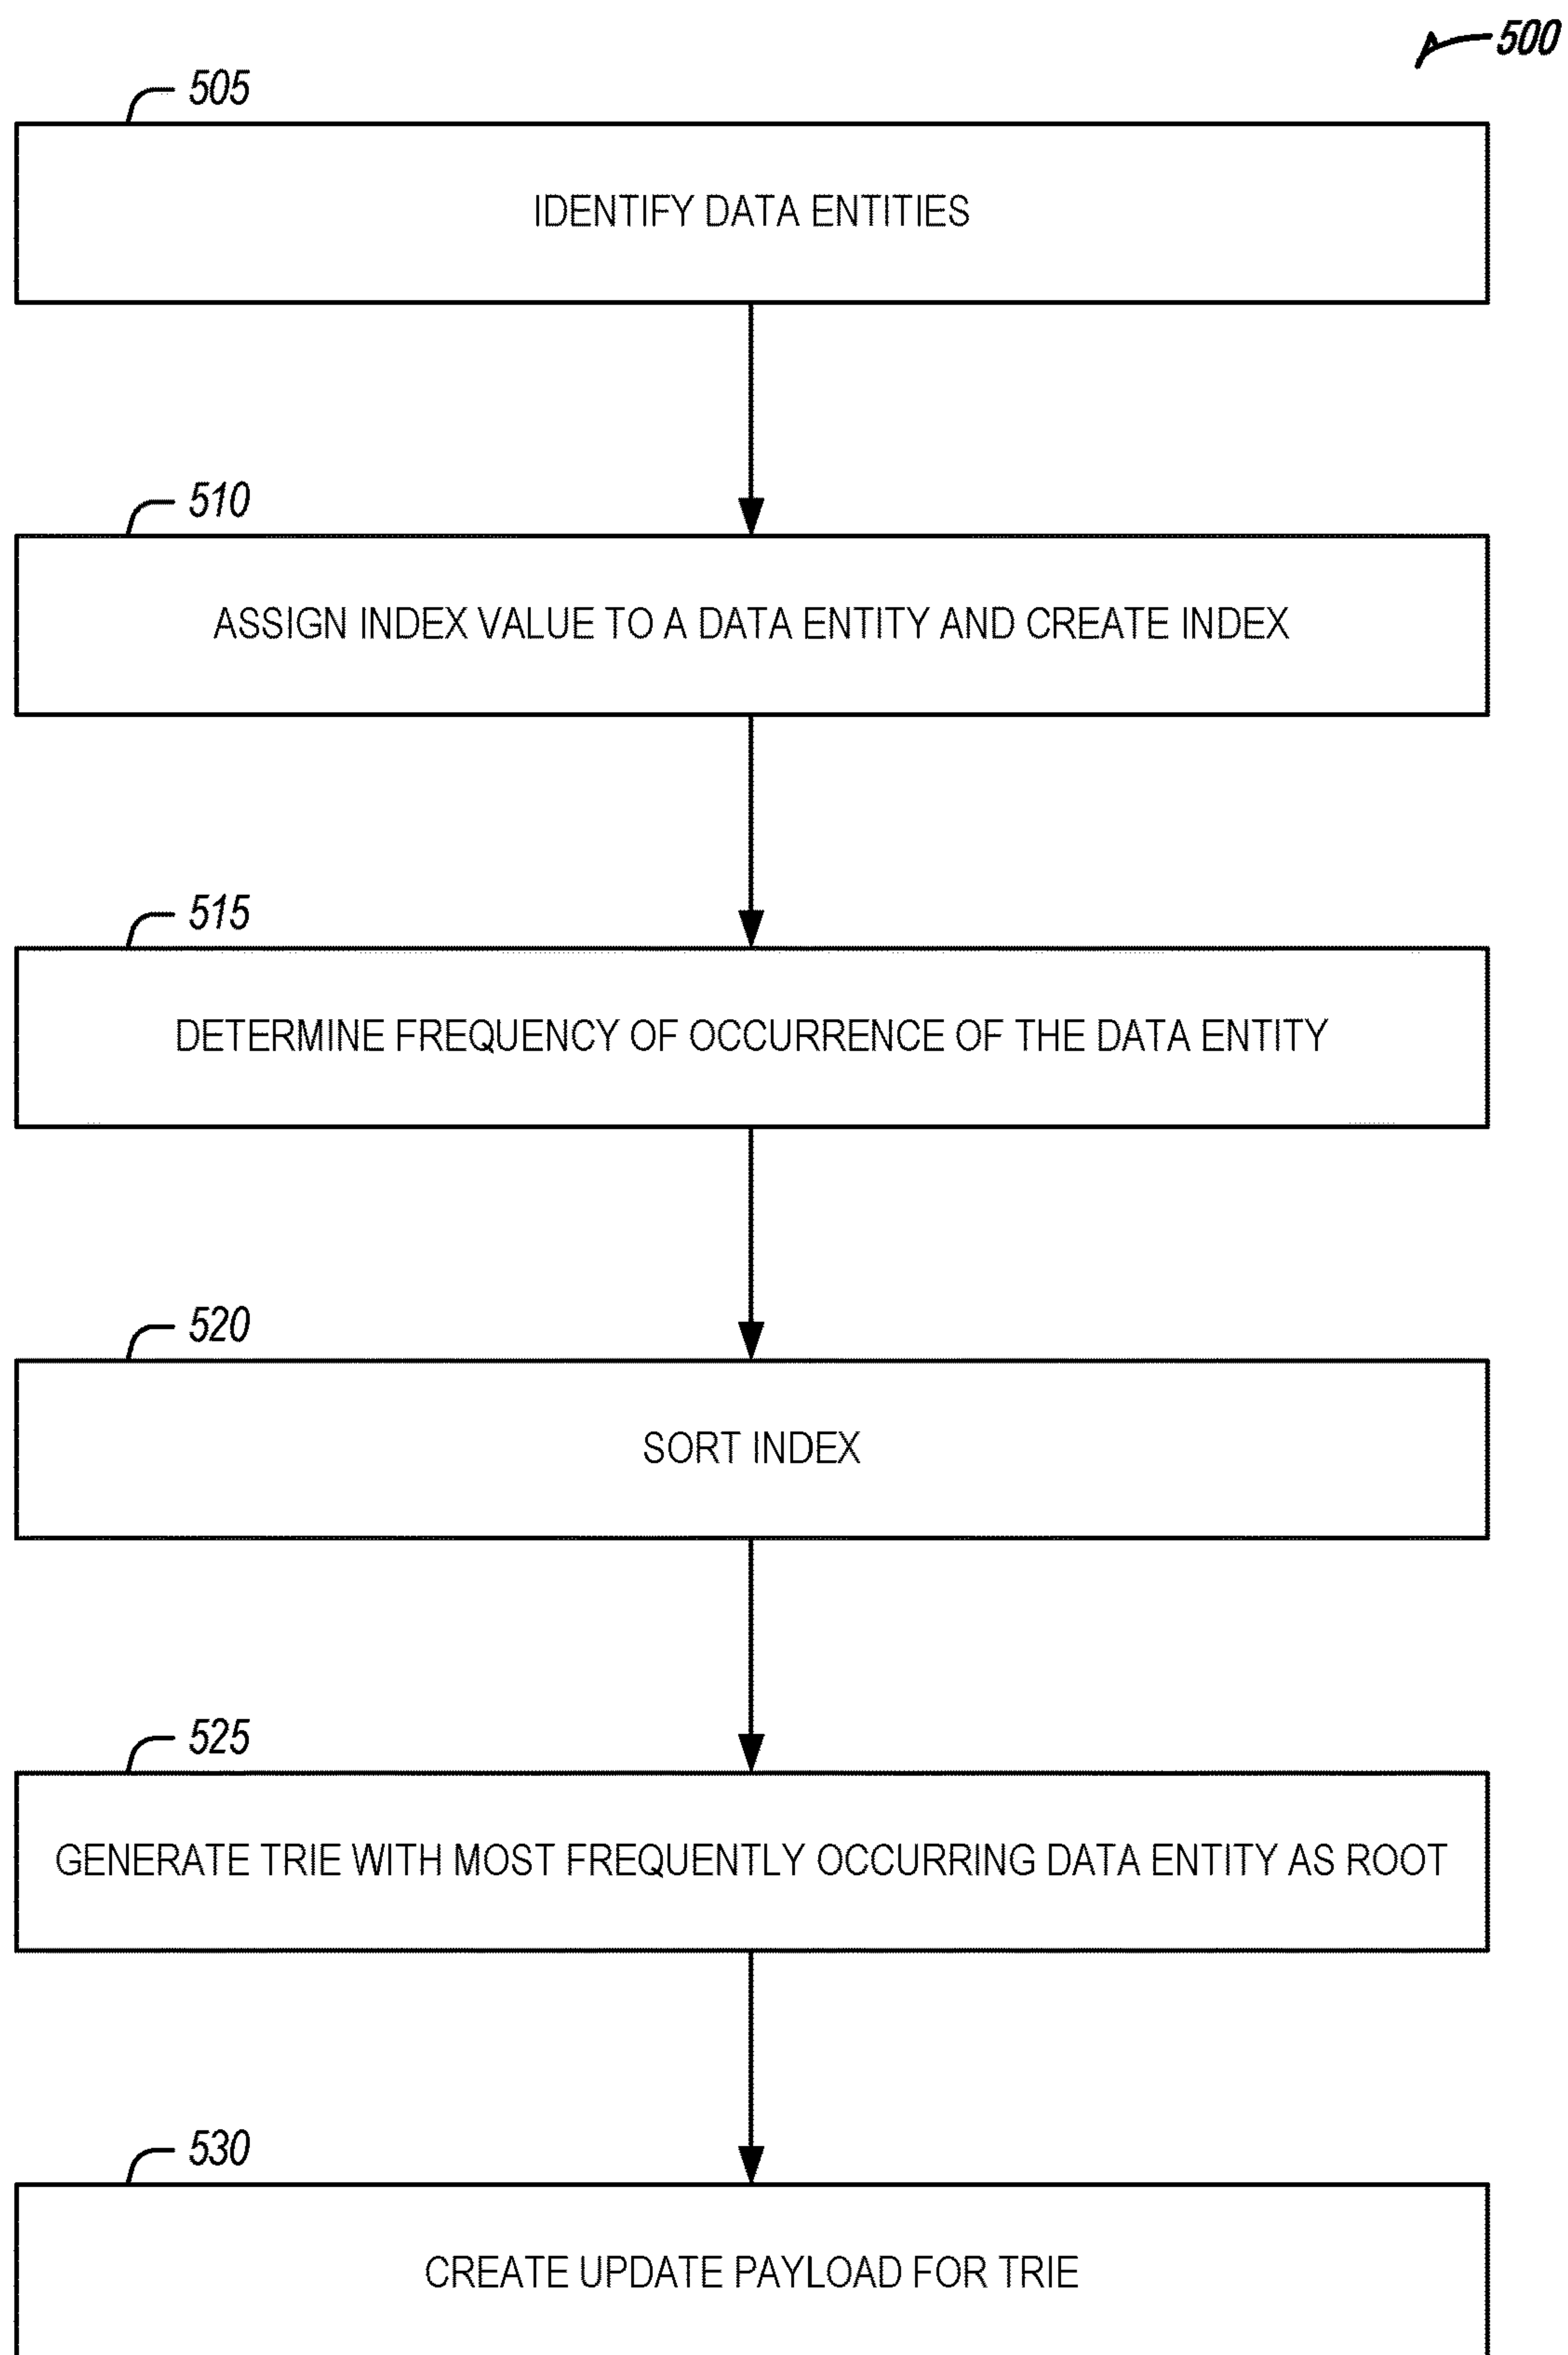 500
505
IDENTIFY DATA ENTITIES
510
ASSIGN INDEX VALUE TO A DATA ENTITY AND CREATE INDEX
515
DETERMINE FREQUENCY OF OCCURRENCE OF THE DATA ENTITY
520
SORT INDEX
525
GENERATE TRIE WITH MOST FREQUENTLY OCCURRING DATA ENTITY AS ROOT
530
CREATE UPDATE PAYLOAD FOR TRIE